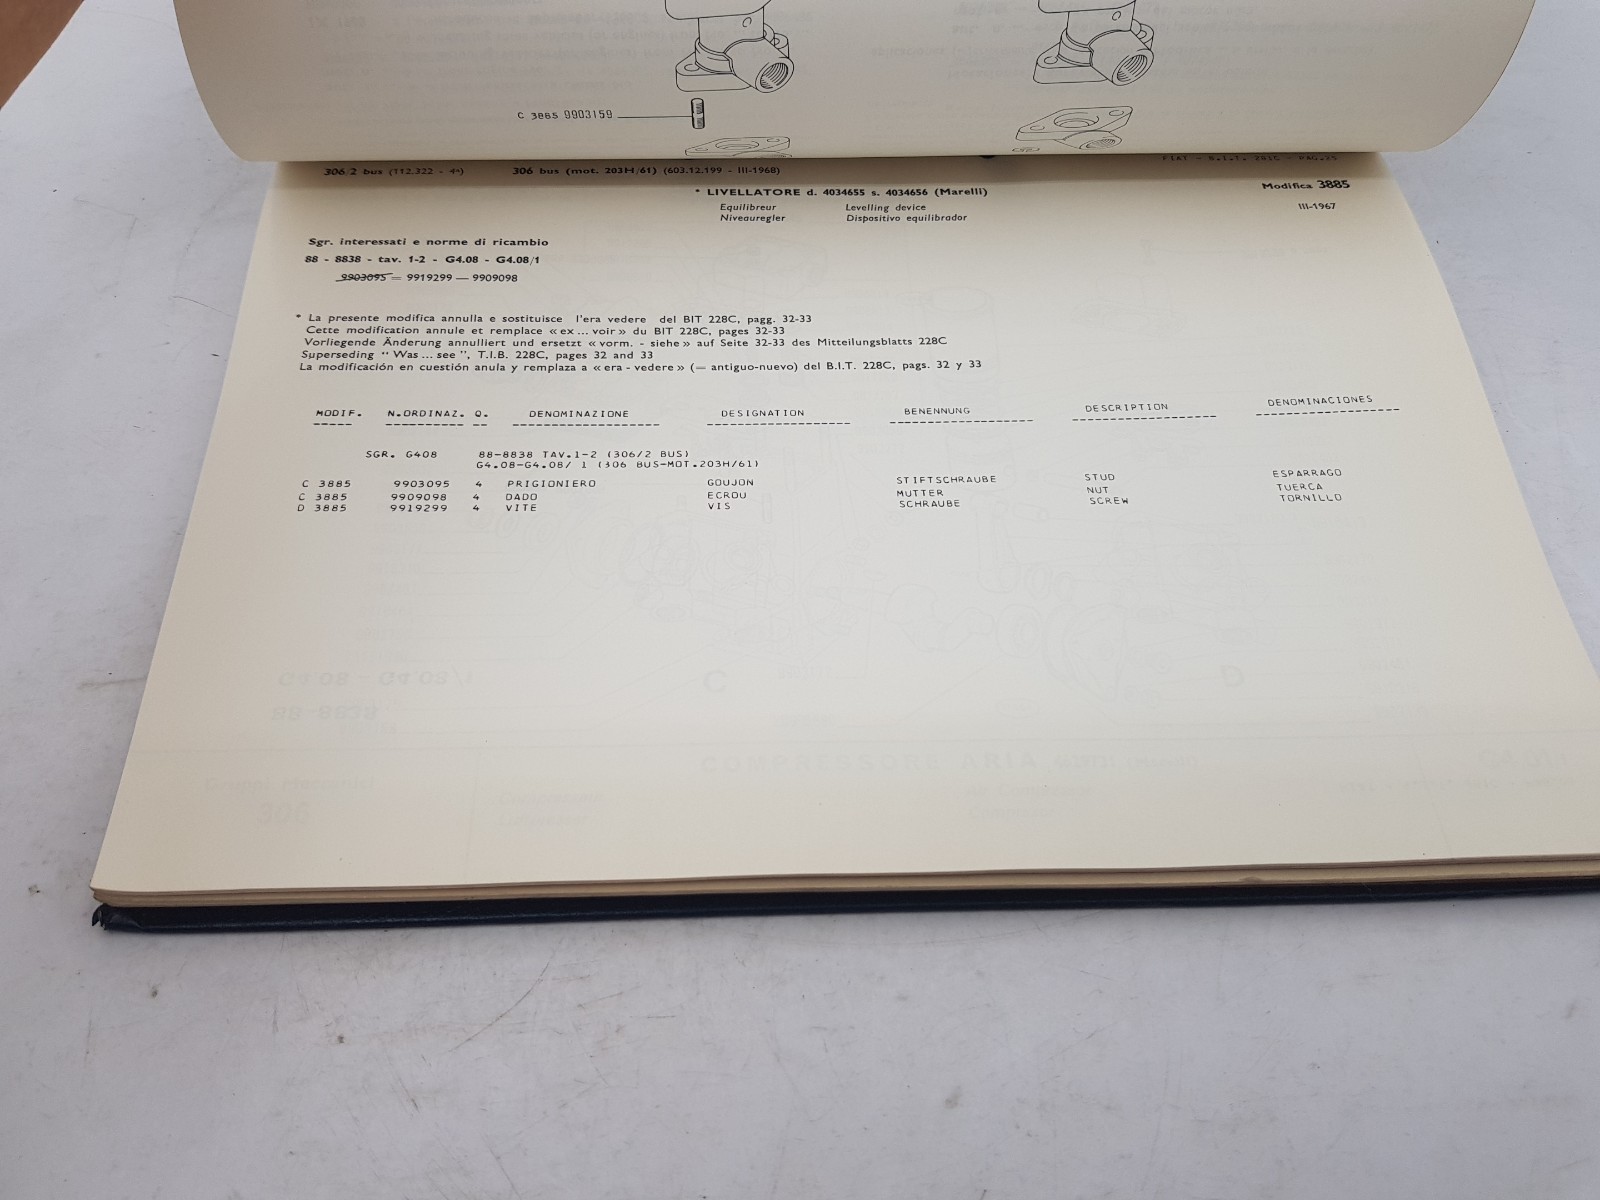 C 3865 9903159
306/2 bus (112.322 - 4ª) 306 bus (mot. 203H/61) (603.12.199 - III-1968)
* LIVELLATORE d. 4034655 s. 4034656 (Marelli) Modifica 3885
Equilibreur Levelling device III-1967
Niveauregler Dispositivo equilibrador
Sgr. interessati e norme di ricambio
88 - 8838 - tav. 1-2 - G4.08 - G4.08/1
9903095 = 9919299 — 9909098
* La presente modifica annulla e sostituisce l'era vedere del BIT 228C, pagg. 32-33
Cette modification annule et remplace « ex ... voir » du BIT 228C, pages 32-33
Vorliegende Änderung annulliert und ersetzt « vorm. - siehe » auf Seite 32-33 des Mitteilungsblatts 228C
Superseding “ Was ... see ”, T.I.B. 228C, pages 32 and 33
La modificación en cuestión anula y remplaza a « era - vedere » (= antiguo-nuevo) del B.I.T. 228C, pags. 32 y 33
MODIF. N.ORDINAZ. Q. DENOMINAZIONE DESIGNATION BENENNUNG DESCRIPTION DENOMINACIONES
SGR. G408 88-8838 TAV.1-2 (306/2 BUS)
G4.08-G4.08/ 1 (306 BUS-MOT.203H/61)
C 3885 9903095 4 PRIGIONIERO GOUJON STIFTSCHRAUBE STUD ESPARRAGO
C 3885 9909098 4 DADO ECROU MUTTER NUT TUERCA
D 3885 9919299 4 VITE VIS SCHRAUBE SCREW TORNILLO